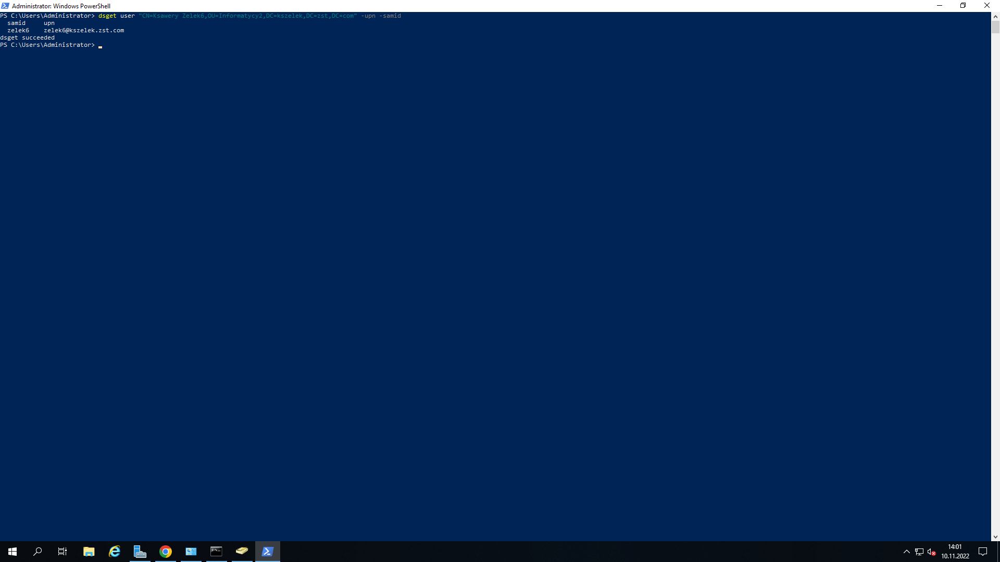 Administrator: Windows PowerShell
PS C:\Users\Administrator> dsget user "CN=Ksawery Zelek6,OU=Informatycy2,DC=kszelek,DC=zst,DC=com" -upn -samid
  samid     upn
  zelek6    zelek6@kszelek.zst.com
dsget succeeded
PS C:\Users\Administrator>
14:01
10.11.2022